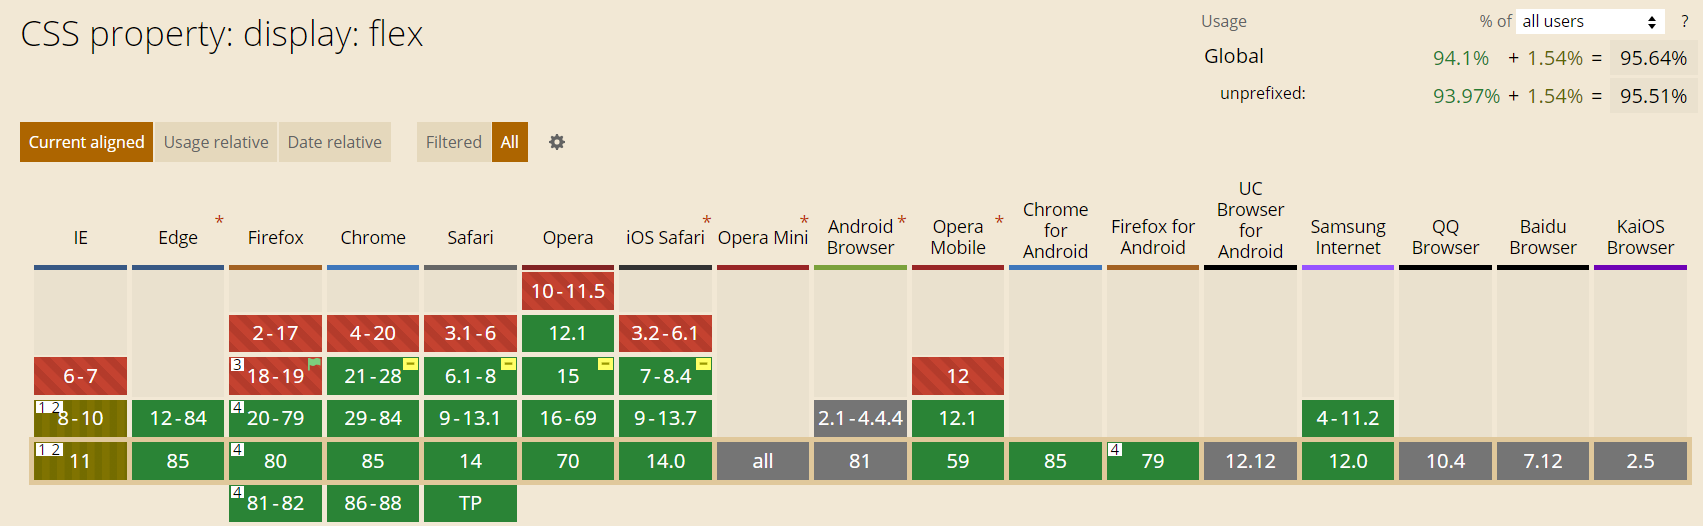 CSS property: display: flex
Usage % of all users ?
Global 94.1% + 1.54% = 95.64%
unprefixed: 93.97% + 1.54% = 95.51%
Current aligned Usage relative Date relative Filtered All
IE Edge * Firefox Chrome Safari Opera iOS Safari * Opera Mini * Android Browser * Opera Mobile * Chrome for Android Firefox for Android UC Browser for Android Samsung Internet QQ Browser Baidu Browser KaiOS Browser
10-11.5
2-17 4-20 3.1-6 12.1 3.2-6.1
6-7 3 18-19 21-28 6.1-8 15 7-8.4 12
1 2 8-10 12-84 4 20-79 29-84 9-13.1 16-69 9-13.7 2.1-4.4.4 12.1 4-11.2
1 2 11 85 4 80 85 14 70 14.0 all 81 59 85 4 79 12.12 12.0 10.4 7.12 2.5
4 81-82 86-88 TP